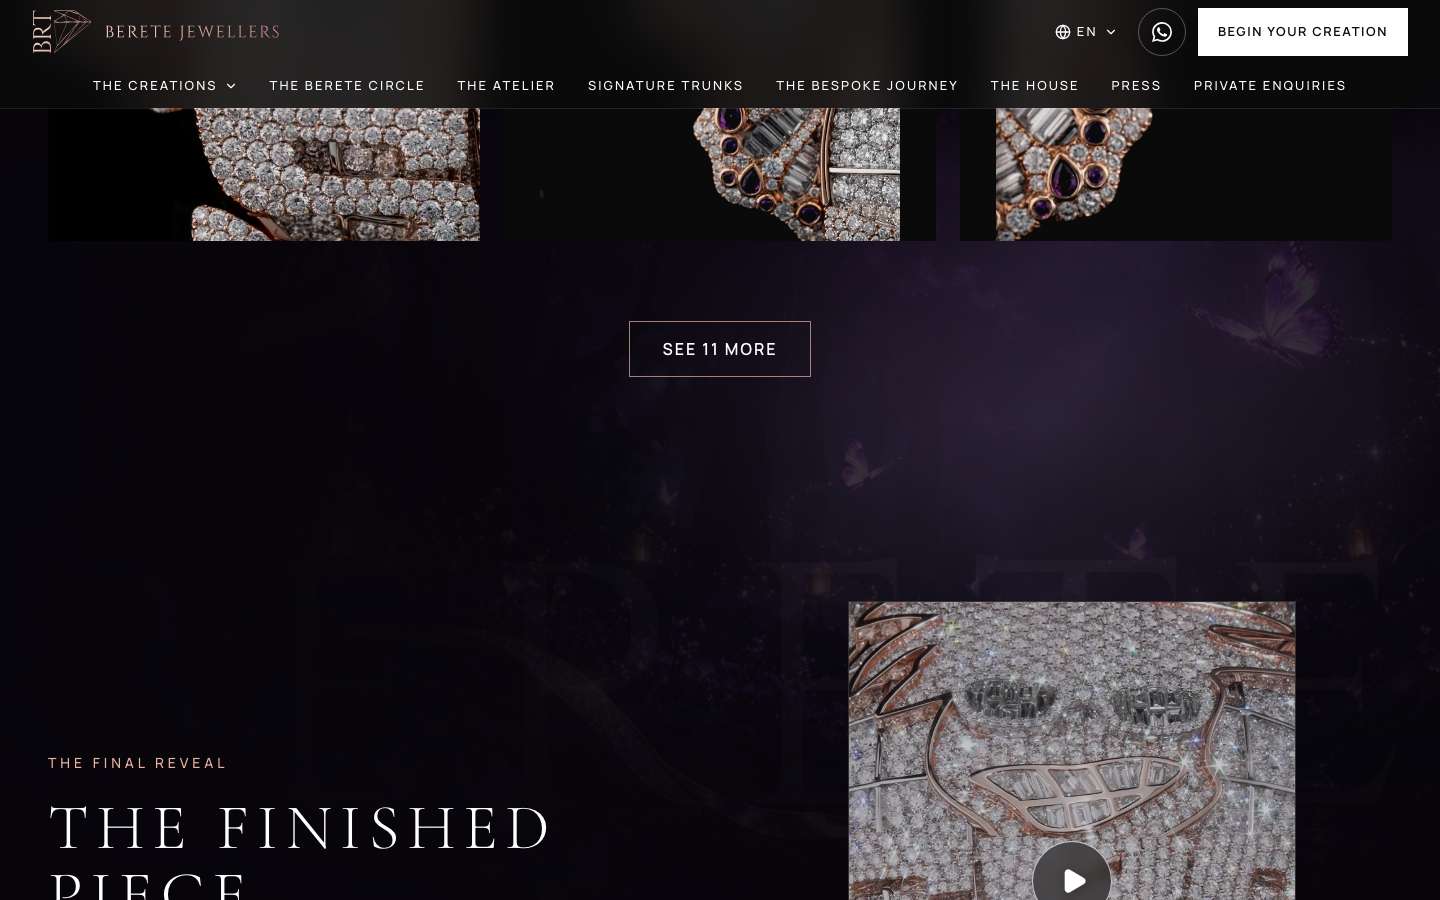 BRT
BERETE JEWELLERS
EN
BEGIN YOUR CREATION
THE CREATIONS
THE BERETE CIRCLE
THE ATELIER
SIGNATURE TRUNKS
THE BESPOKE JOURNEY
THE HOUSE
PRESS
PRIVATE ENQUIRIES
SEE 11 MORE
THE FINAL REVEAL
THE FINISHED
PIECE